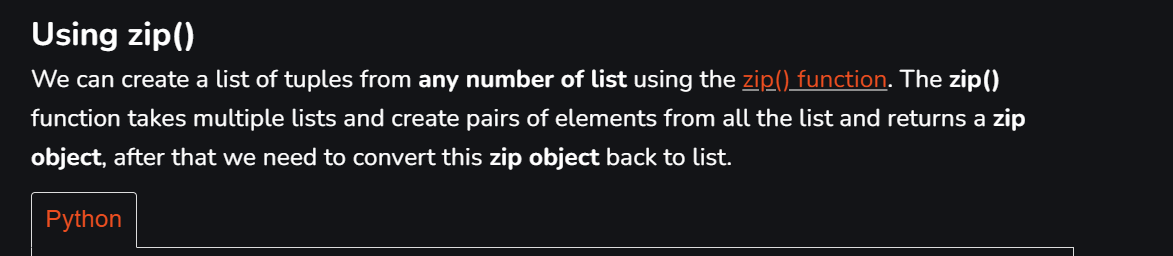 Using zip()
We can create a list of tuples from any number of list using the zip() function. The zip()
function takes multiple lists and create pairs of elements from all the list and returns a zip
object, after that we need to convert this zip object back to list.
Python